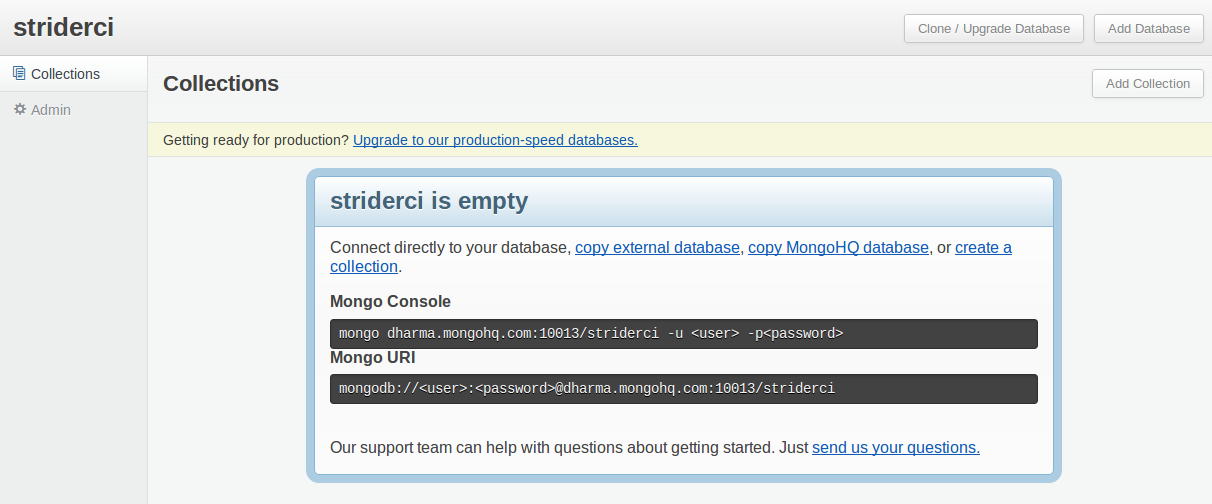 striderci
Clone / Upgrade Database
Add Database
Collections
Admin
Collections
Add Collection
Getting ready for production? Upgrade to our production-speed databases.
striderci is empty
Connect directly to your database, copy external database, copy MongoHQ database, or create a
collection.
Mongo Console
mongo dharma.mongohq.com:10013/striderci -u <user> -p<password>
Mongo URI
mongodb://<user>:<password>@dharma.mongohq.com:10013/striderci
Our support team can help with questions about getting started. Just send us your questions.